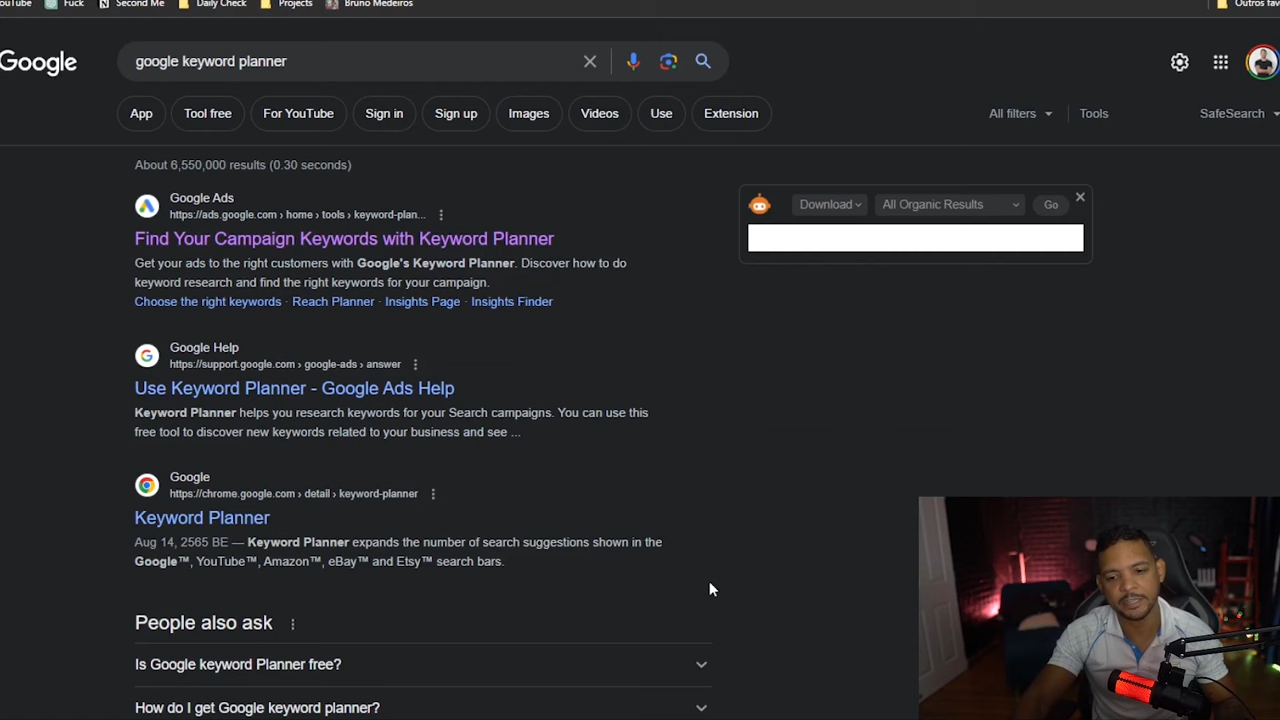 YouTube Fuck Second Me Daily Check Projects Bruno Medeiros Outros fav
Google
google keyword planner
App Tool free For YouTube Sign in Sign up Images Videos Use Extension All filters Tools SafeSearch
About 6,550,000 results (0.30 seconds)
Google Ads
https://ads.google.com › home › tools › keyword-plan...
Find Your Campaign Keywords with Keyword Planner
Get your ads to the right customers with Google's Keyword Planner. Discover how to do
keyword research and find the right keywords for your campaign.
Choose the right keywords · Reach Planner · Insights Page · Insights Finder
Download All Organic Results Go
Google Help
https://support.google.com › google-ads › answer
Use Keyword Planner - Google Ads Help
Keyword Planner helps you research keywords for your Search campaigns. You can use this
free tool to discover new keywords related to your business and see ...
Google
https://chrome.google.com › detail › keyword-planner
Keyword Planner
Aug 14, 2565 BE — Keyword Planner expands the number of search suggestions shown in the
Google™, YouTube™, Amazon™, eBay™ and Etsy™ search bars.
People also ask
Is Google keyword Planner free?
How do I get Google keyword planner?